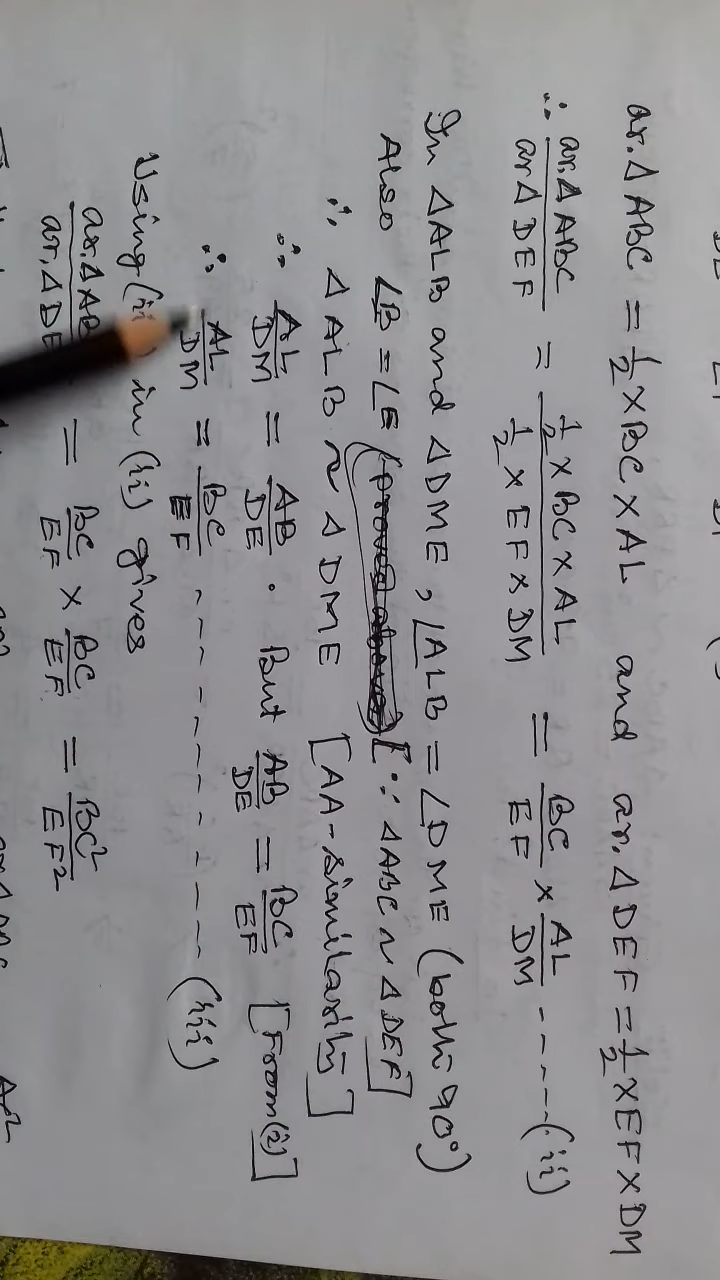 ar. Δ ABC = 1/2 × BC × AL and ar. Δ DEF = 1/2 × EF × DM
∴ ar. Δ ABC / ar Δ DEF = (1/2 × BC × AL) / (1/2 × EF × DM) = BC/EF × AL/DM ----- (ii)
In Δ ALB and Δ DME, ∠ALB = ∠DME (both 90°)
Also ∠B = ∠E [∵ Δ ABC ~ Δ DEF]
∴ Δ ALB ~ Δ DME [AA-similarity]
∴ AL/DM = AB/DE. But AB/DE = BC/EF [From (i)]
∴ AL/DM = BC/EF --------- (iii)
Using ( in (ii) gives
= BC/EF × BC/EF = BC²/EF²